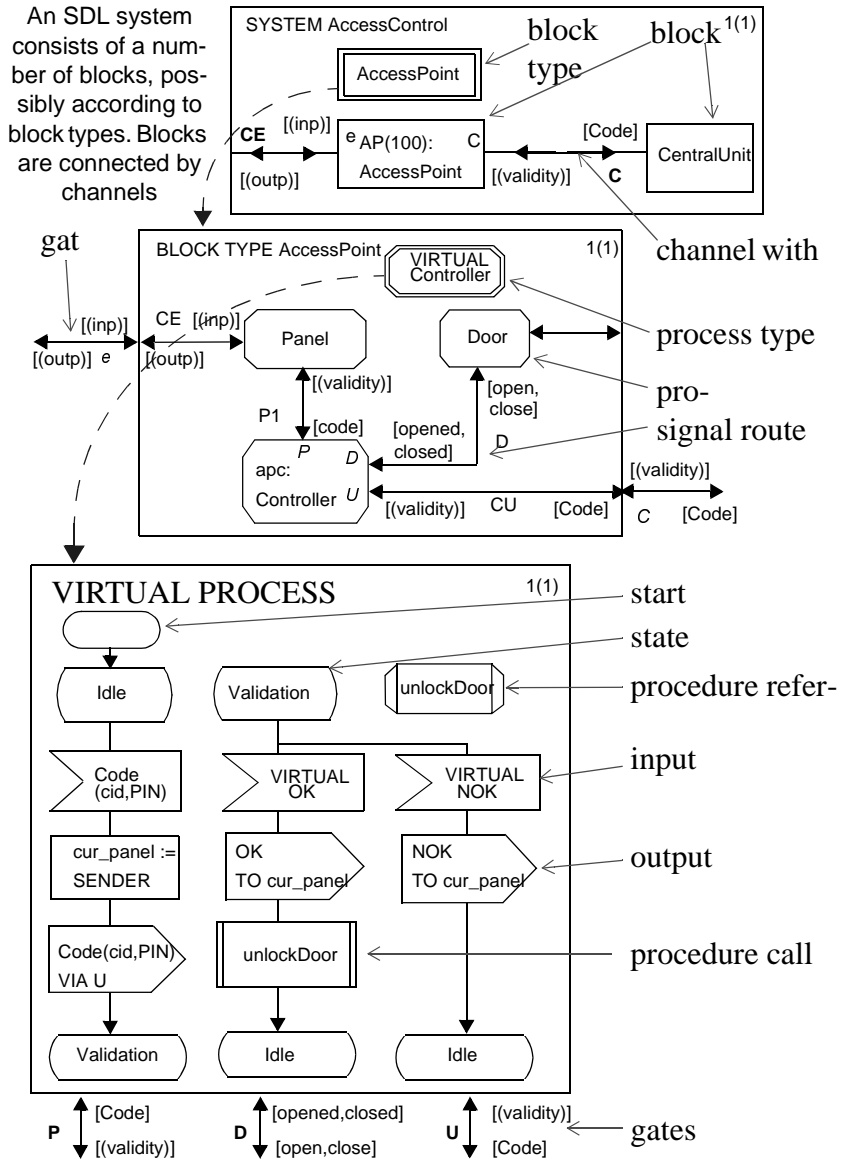 An SDL system
consists of a num-
ber of blocks, pos-
sibly according to
block types. Blocks
are connected by
channels
SYSTEM AccessControl
1(1)
block
type
block
AccessPoint
CE
[(inp)]
[(outp)]
e
AP(100):
C
AccessPoint
[Code]
[(validity)]
C
CentralUnit
channel with
gat
BLOCK TYPE AccessPoint
1(1)
VIRTUAL
Controller
process type
[(inp)]
[(outp)]
e
CE
[(inp)]
[(outp)]
Panel
Door
pro-
[(validity)]
P1
[code]
[open,
close]
[opened,
closed]
D
signal route
P
D
apc:
Controller
U
[(validity)]
CU
[Code]
[(validity)]
C
[Code]
VIRTUAL PROCESS
1(1)
start
state
Idle
Validation
unlockDoor
procedure refer-
Code
(cid,PIN)
VIRTUAL
OK
VIRTUAL
NOK
input
cur_panel :=
SENDER
OK
TO cur_panel
NOK
TO cur_panel
output
Code(cid,PIN)
VIA U
unlockDoor
procedure call
Validation
Idle
Idle
P
[Code]
[(validity)]
D
[opened,closed]
[open,close]
U
[(validity)]
[Code]
gates